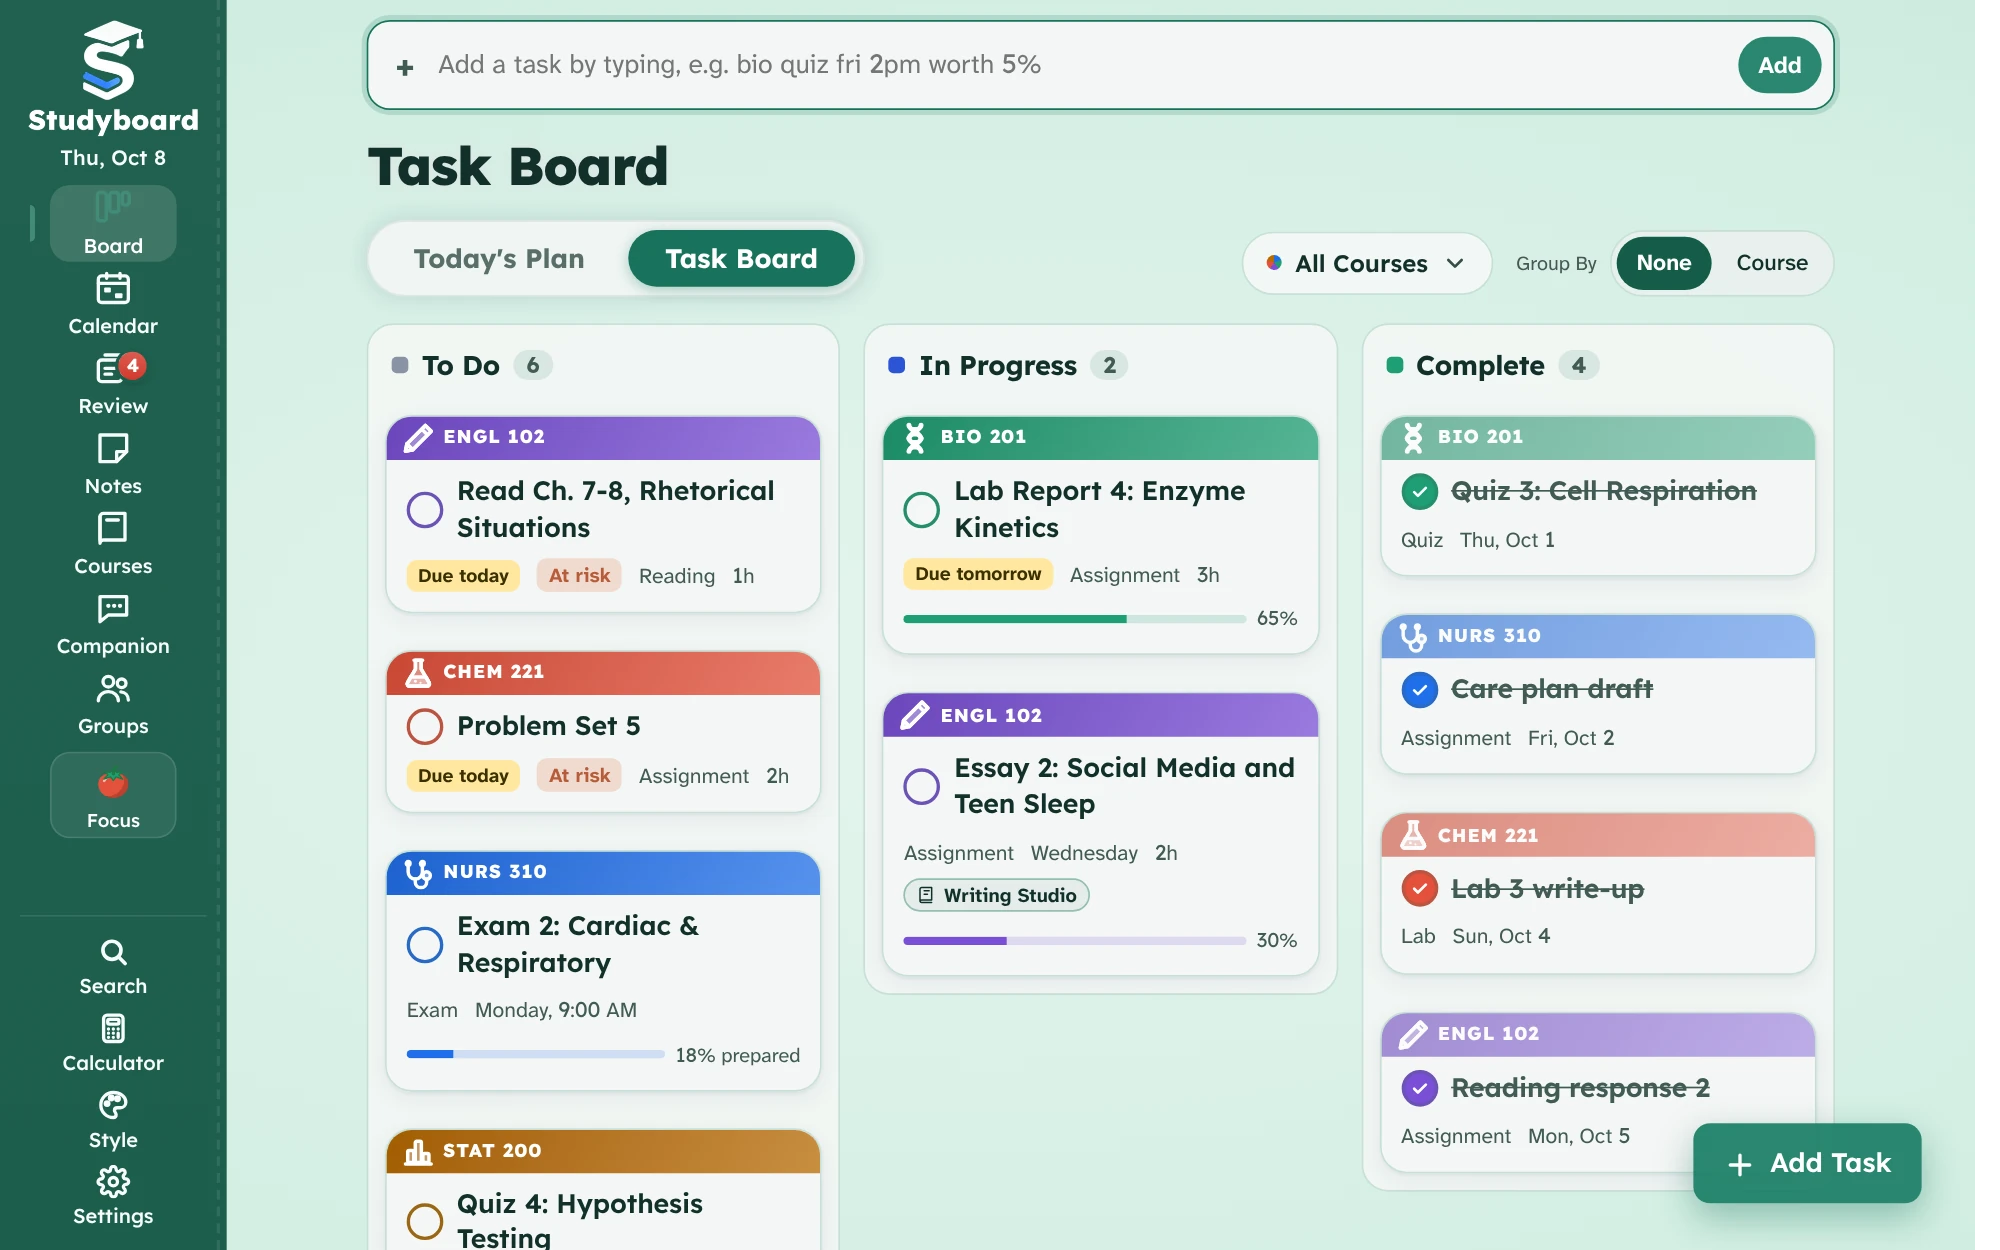 Studyboard
Thu, Oct 8
Board
Calendar
4
Review
Notes
Courses
Companion
Groups
Focus
Search
Calculator
Style
Settings
+ Add a task by typing, e.g. bio quiz fri 2pm worth 5%
Add
Task Board
Today's Plan
Task Board
All Courses
Group By
None
Course
To Do 6
ENGL 102
Read Ch. 7-8, Rhetorical
Situations
Due today At risk Reading 1h
CHEM 221
Problem Set 5
Due today At risk Assignment 2h
NURS 310
Exam 2: Cardiac &
Respiratory
Exam Monday, 9:00 AM
18% prepared
STAT 200
Quiz 4: Hypothesis
Testing
In Progress 2
BIO 201
Lab Report 4: Enzyme
Kinetics
Due tomorrow Assignment 3h
65%
ENGL 102
Essay 2: Social Media and
Teen Sleep
Assignment Wednesday 2h
Writing Studio
30%
Complete 4
BIO 201
Quiz 3: Cell Respiration
Quiz Thu, Oct 1
NURS 310
Care plan draft
Assignment Fri, Oct 2
CHEM 221
Lab 3 write-up
Lab Sun, Oct 4
ENGL 102
Reading response 2
Assignment Mon, Oct 5
+ Add Task